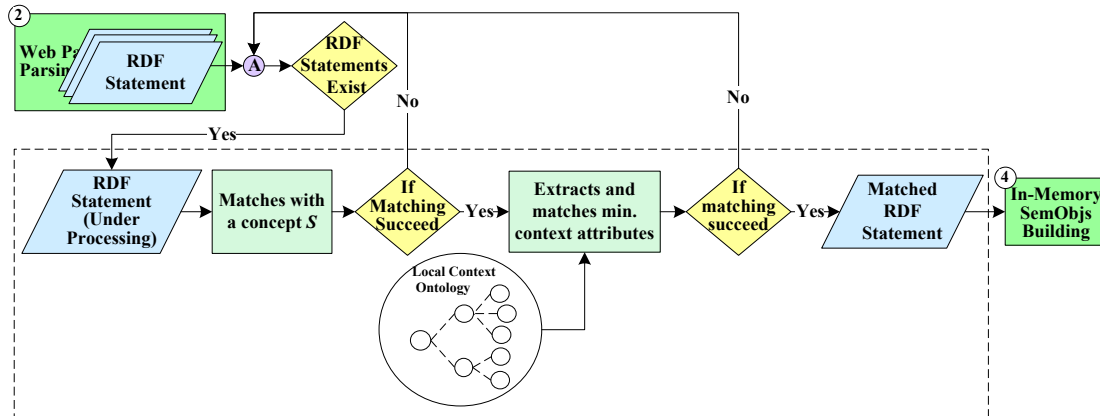 2
Web Pa
Parsin
RDF
Statement
A
RDF
Statements
Exist
No
No
Yes
RDF
Statement
(Under
Processing)
Matches with
a concept S
If
Matching
Succeed
Yes
Extracts and
matches min.
context attributes
If
matching
succeed
Yes
Matched
RDF
Statement
4
In-Memory
SemObjs
Building
Local Context
Ontology